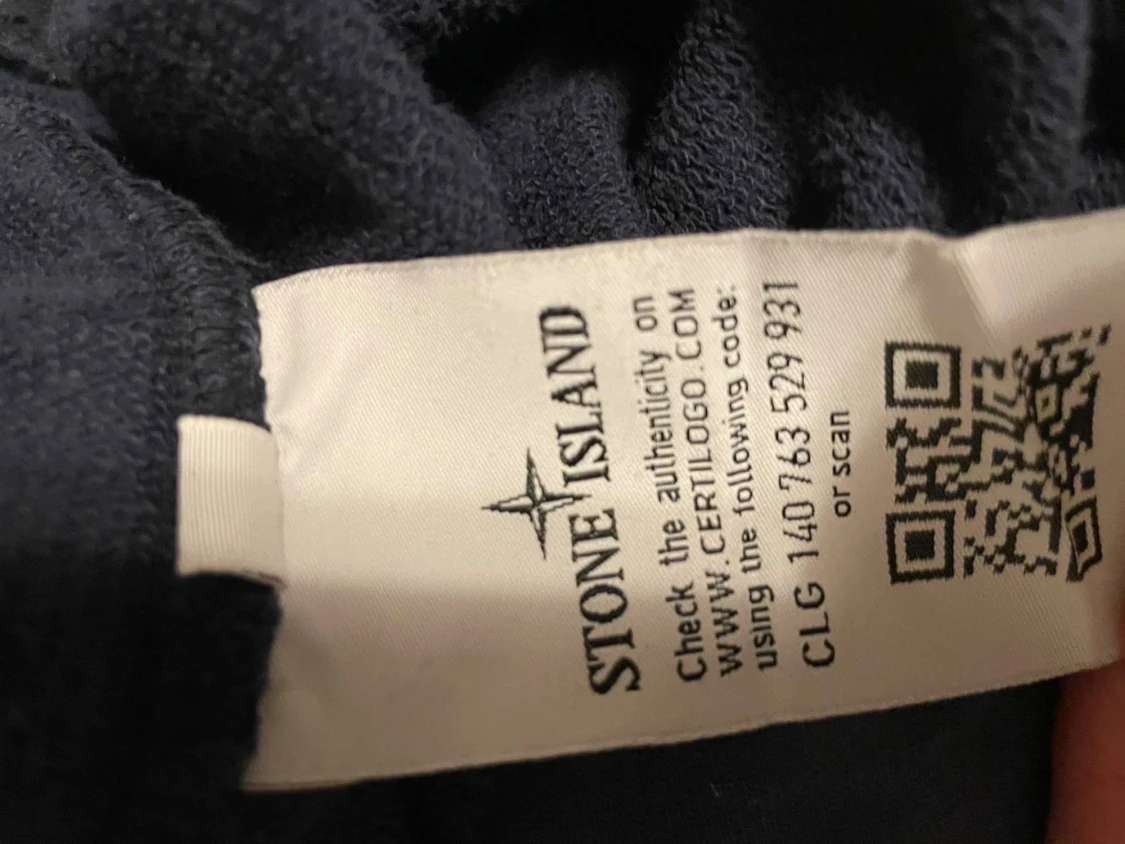 STONE ISLAND
Check the authenticity on
WWW.CERTILOGO.COM
using the following code:
CLG 140 763 529 931
or scan